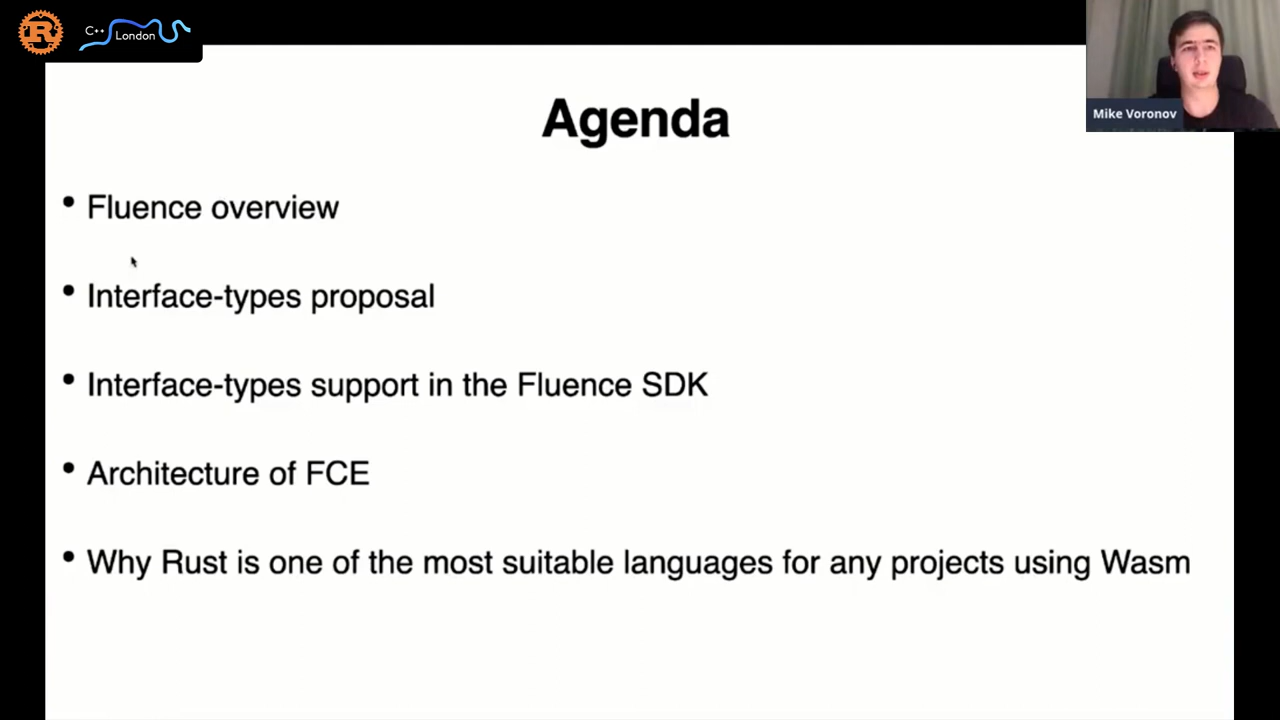 R
C++
London
Mike Voronov
Agenda
• Fluence overview
• Interface-types proposal
• Interface-types support in the Fluence SDK
• Architecture of FCE
• Why Rust is one of the most suitable languages for any projects using Wasm